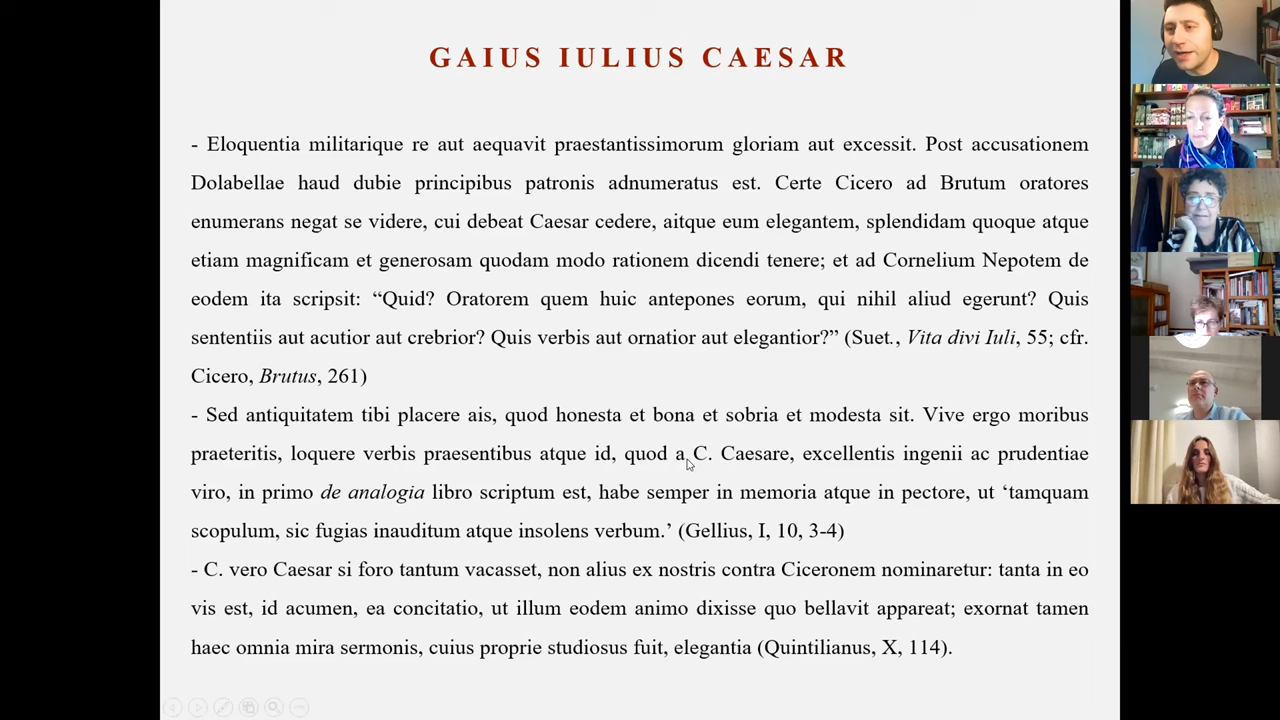 GAIUS IULIUS CAESAR
- Eloquentia militarique re aut aequavit praestantissimorum gloriam aut excessit. Post accusationem
Dolabellae haud dubie principibus patronis adnumeratus est. Certe Cicero ad Brutum oratores
enumerans negat se videre, cui debeat Caesar cedere, aitque eum elegantem, splendidam quoque atque
etiam magnificam et generosam quodam modo rationem dicendi tenere; et ad Cornelium Nepotem de
eodem ita scripsit: “Quid? Oratorem quem huic antepones eorum, qui nihil aliud egerunt? Quis
sententiis aut acutior aut crebrior? Quis verbis aut ornatior aut elegantior?” (Suet., Vita divi Iuli, 55; cfr.
Cicero, Brutus, 261)
- Sed antiquitatem tibi placere ais, quod honesta et bona et sobria et modesta sit. Vive ergo moribus
praeteritis, loquere verbis praesentibus atque id, quod a C. Caesare, excellentis ingenii ac prudentiae
viro, in primo de analogia libro scriptum est, habe semper in memoria atque in pectore, ut ‘tamquam
scopulum, sic fugias inauditum atque insolens verbum.’ (Gellius, I, 10, 3-4)
- C. vero Caesar si foro tantum vacasset, non alius ex nostris contra Ciceronem nominaretur: tanta in eo
vis est, id acumen, ea concitatio, ut illum eodem animo dixisse quo bellavit appareat; exornat tamen
haec omnia mira sermonis, cuius proprie studiosus fuit, elegantia (Quintilianus, X, 114).